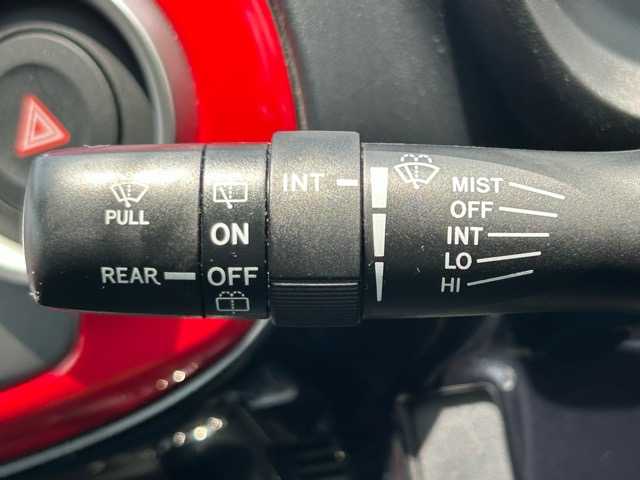 PULL
REAR
ON
OFF
INT
MIST
OFF
INT
LO
HI